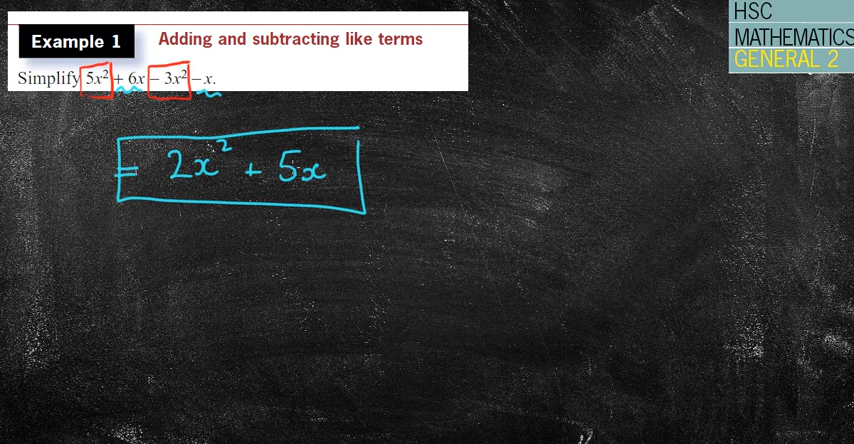 HSC
MATHEMATICS
GENERAL 2
Example 1 Adding and subtracting like terms
Simplify 5x² + 6x − 3x² − x.
= 2x² + 5x